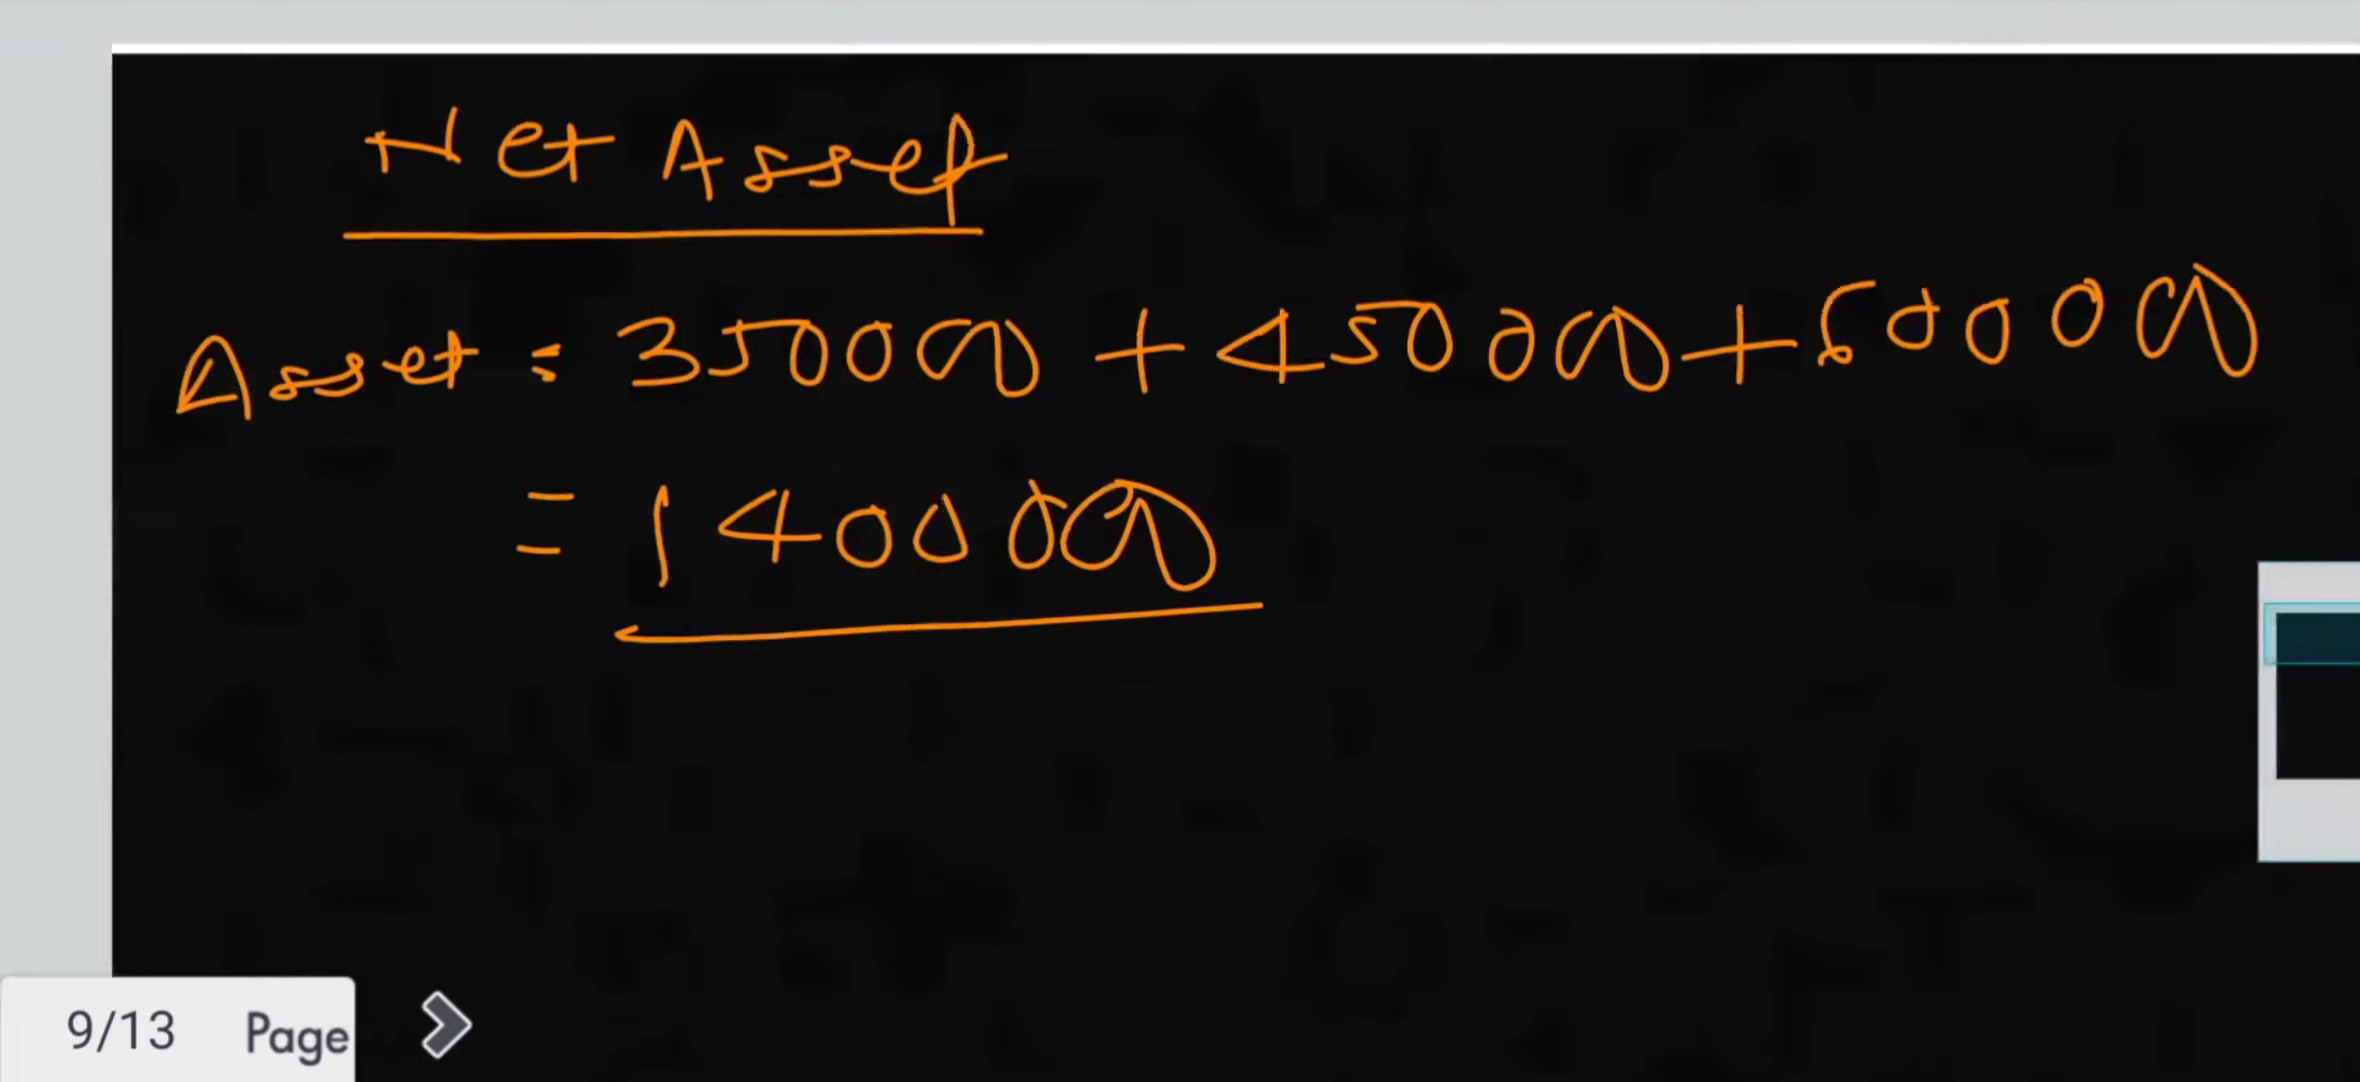 Net Asset
Asset = 350000 + 450000 + 600000
= 1400000
9/13 Page